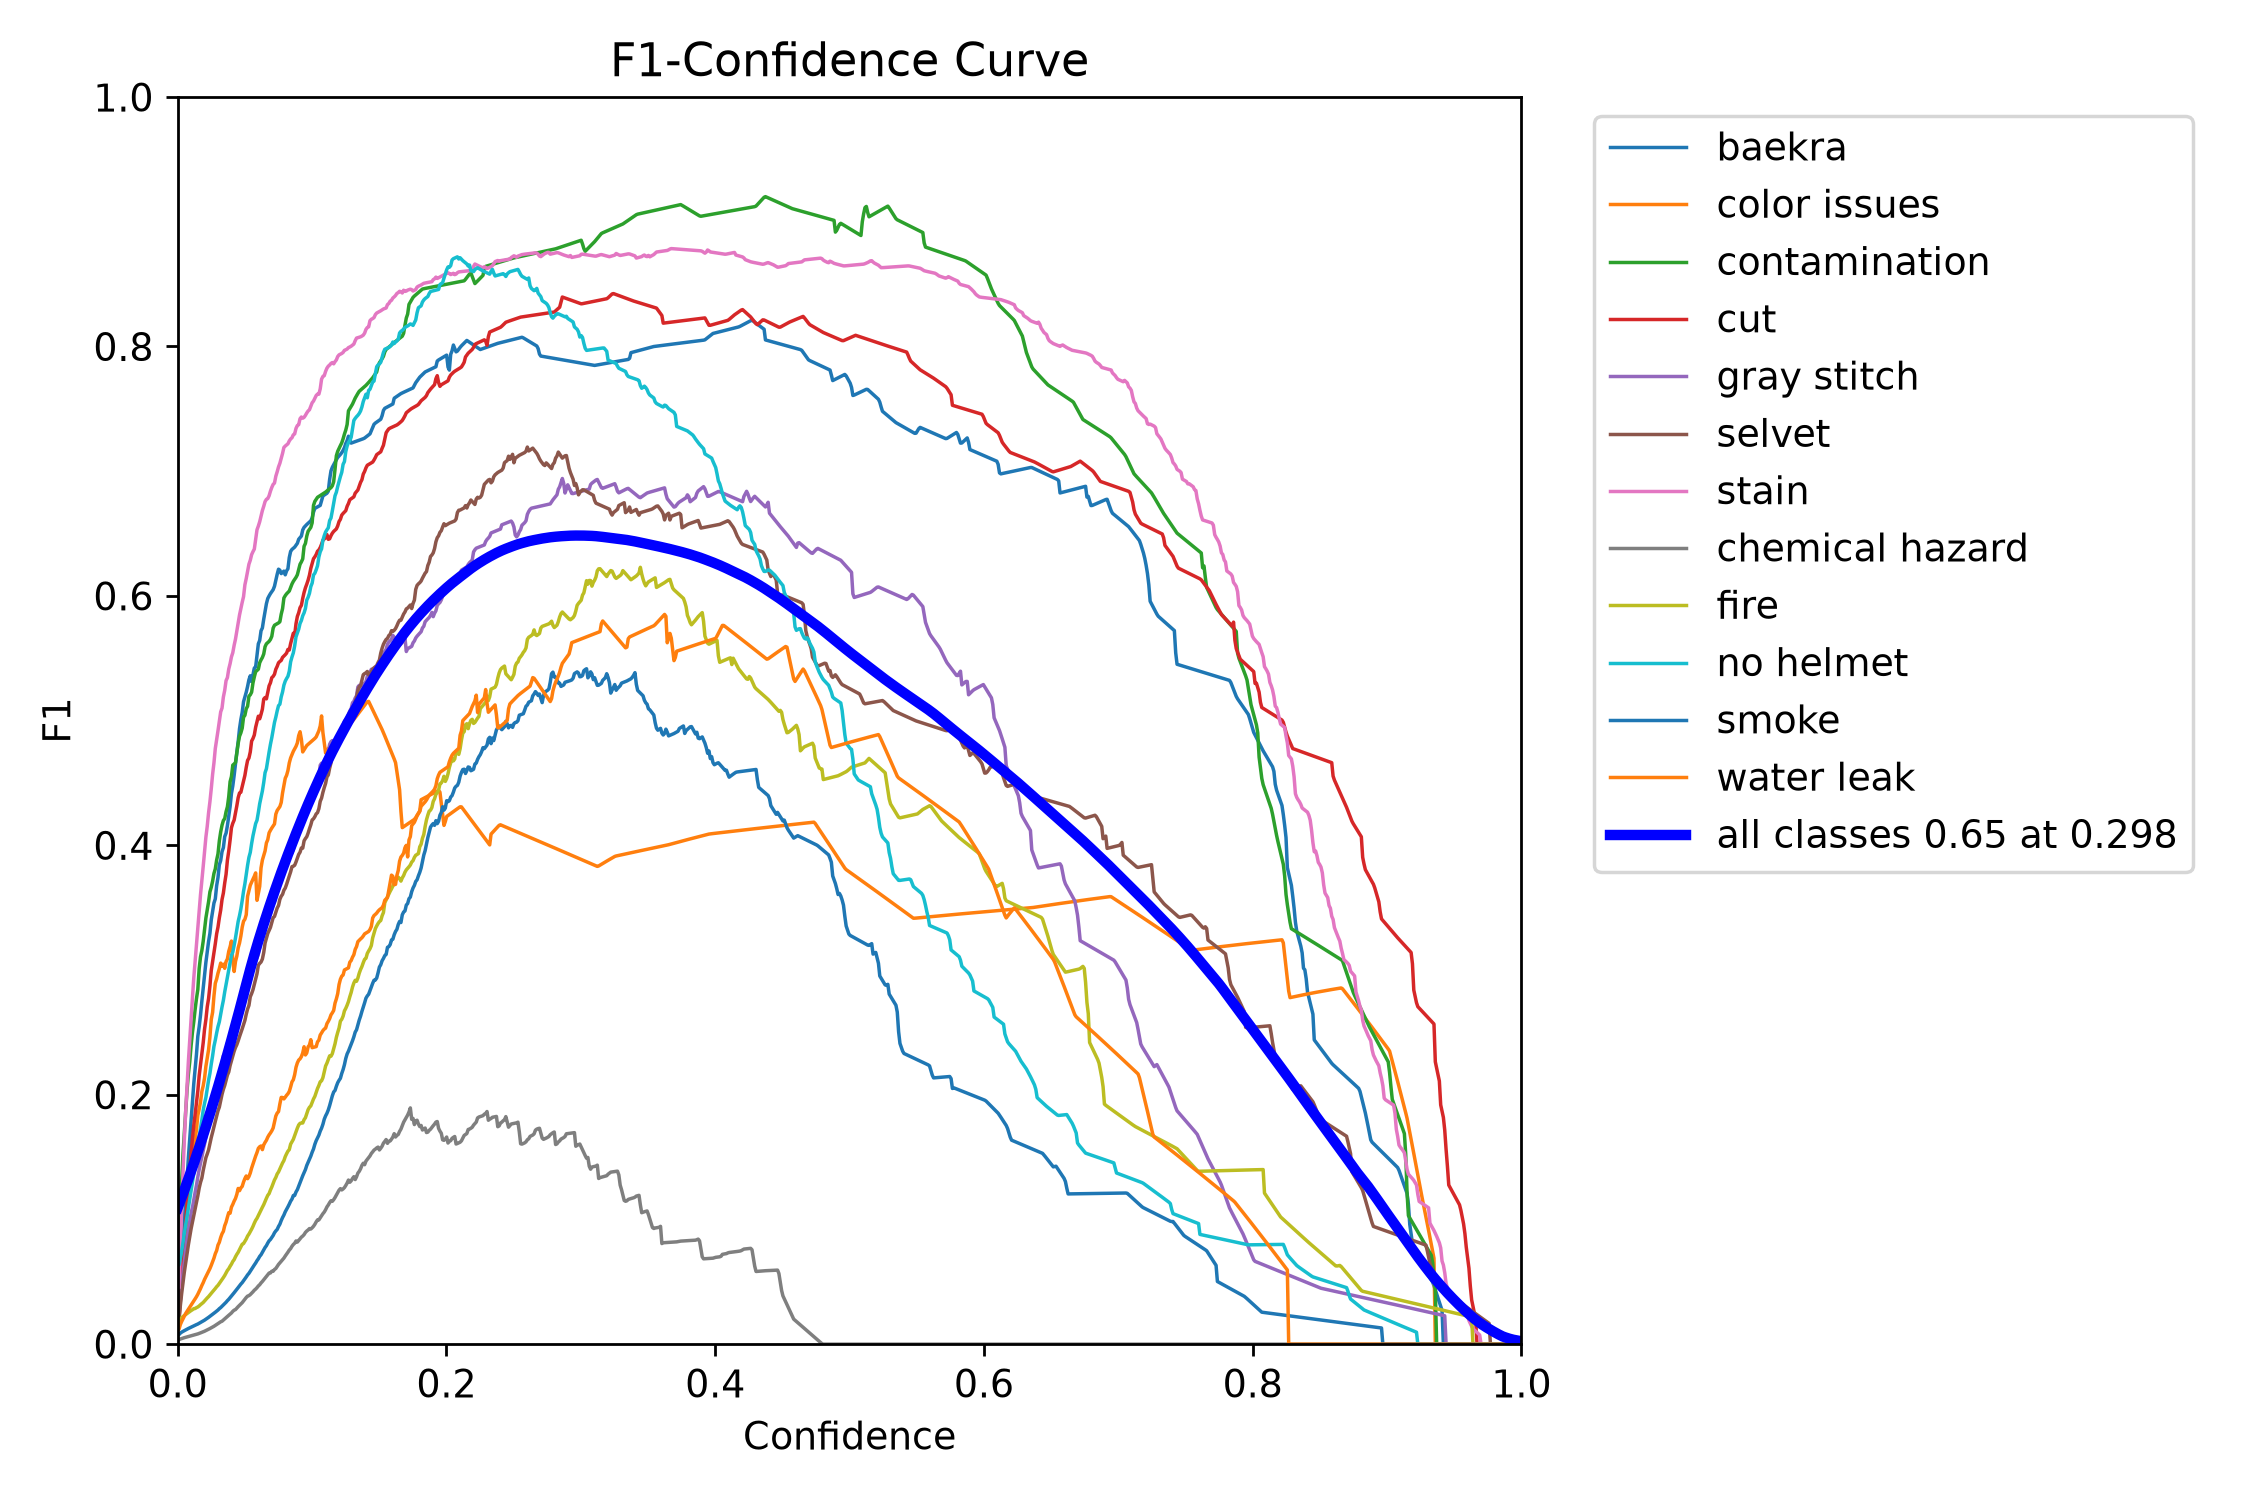 F1-Confidence Curve
1.0
0.8
0.6
0.4
0.2
0.0
F1
0.0 0.2 0.4 0.6 0.8 1.0
Confidence
baekra
color issues
contamination
cut
gray stitch
selvet
stain
chemical hazard
fire
no helmet
smoke
water leak
all classes 0.65 at 0.298